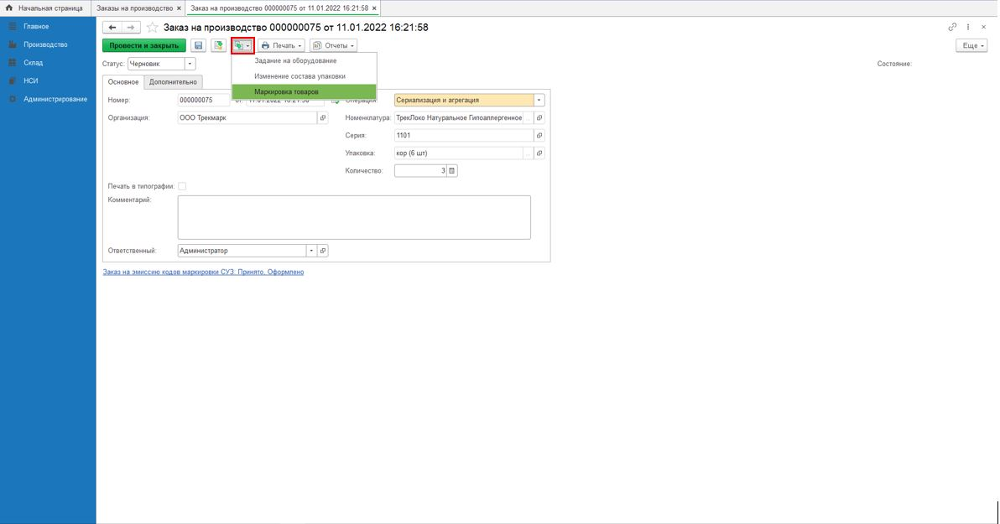 Начальная страница
Заказы на производство ×
Заказ на производство 000000075 от 11.01.2022 16:21:58 ×
Главное
Производство
Склад
НСИ
Администрирование
Заказ на производство 000000075 от 11.01.2022 16:21:58
Провести и закрыть
Печать
Отчеты
Еще
Задание на оборудование
Изменение состава упаковки
Маркировка товаров
Статус: Черновик
Состояние:
Основное
Дополнительно
Номер: 000000075 от: 11.01.2022 16:21:58
Операция: Сериализация и агрегация
Организация: ООО Трекмарк
Номенклатура: ТрекЛоко Натуральное Гипоаллергенное
Серия: 1101
Упаковка: кор (6 шт)
Количество: 3
Печать в типографии:
Комментарий:
Ответственный: Администратор
Заказ на эмиссию кодов маркировки СУЗ: Принято. Оформлено